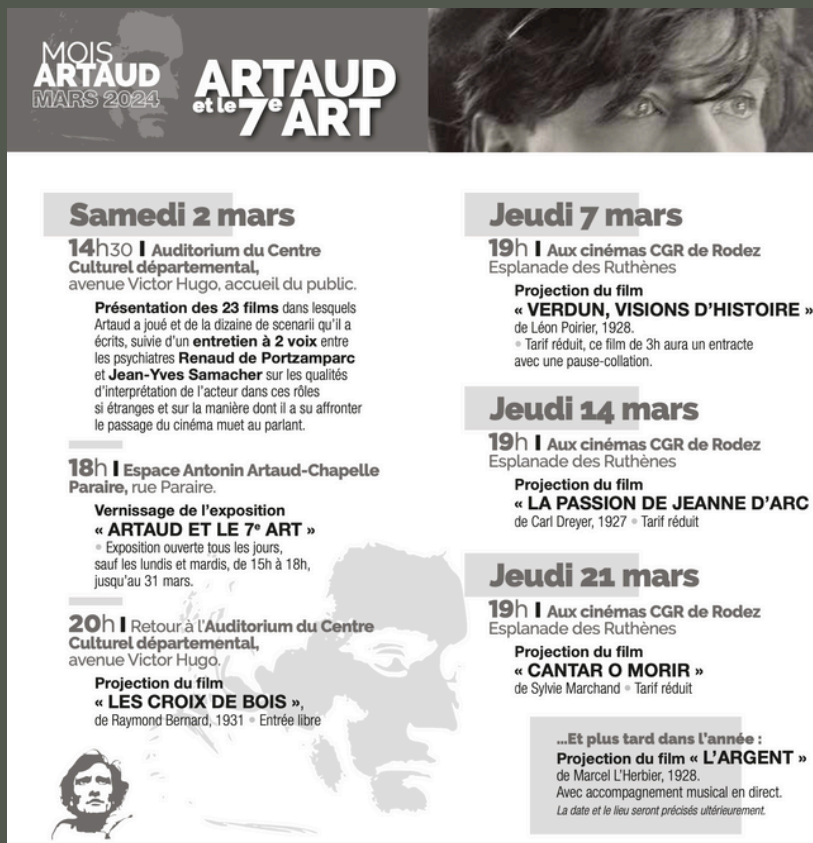 MOIS
ARTAUD
MARS 2024
ARTAUD
et le 7e ART
Samedi 2 mars
14h30 I Auditorium du Centre
Culturel départemental,
avenue Victor Hugo, accueil du public.
Présentation des 23 films dans lesquels
Artaud a joué et de la dizaine de scenarii qu'il a
écrits, suivie d'un entretien à 2 voix entre
les psychiatres Renaud de Portzamparc
et Jean-Yves Samacher sur les qualités
d'interprétation de l'acteur dans ces rôles
si étranges et sur la manière dont il a su affronter
le passage du cinéma muet au parlant.
18h I Espace Antonin Artaud-Chapelle
Paraire, rue Paraire.
Vernissage de l'exposition
« ARTAUD ET LE 7e ART »
• Exposition ouverte tous les jours,
sauf les lundis et mardis, de 15h à 18h,
jusqu'au 31 mars.
20h I Retour à l'Auditorium du Centre
Culturel départemental,
avenue Victor Hugo.
Projection du film
« LES CROIX DE BOIS »,
de Raymond Bernard, 1931 • Entrée libre
Jeudi 7 mars
19h I Aux cinémas CGR de Rodez
Esplanade des Ruthènes
Projection du film
« VERDUN, VISIONS D'HISTOIRE »
de Léon Poirier, 1928.
• Tarif réduit, ce film de 3h aura un entracte
avec une pause-collation.
Jeudi 14 mars
19h I Aux cinémas CGR de Rodez
Esplanade des Ruthènes
Projection du film
« LA PASSION DE JEANNE D'ARC
de Carl Dreyer, 1927 • Tarif réduit
Jeudi 21 mars
19h I Aux cinémas CGR de Rodez
Esplanade des Ruthènes
Projection du film
« CANTAR O MORIR »
de Sylvie Marchand • Tarif réduit
...Et plus tard dans l'année :
Projection du film « L'ARGENT »
de Marcel L'Herbier, 1928.
Avec accompagnement musical en direct.
La date et le lieu seront précisés ultérieurement.